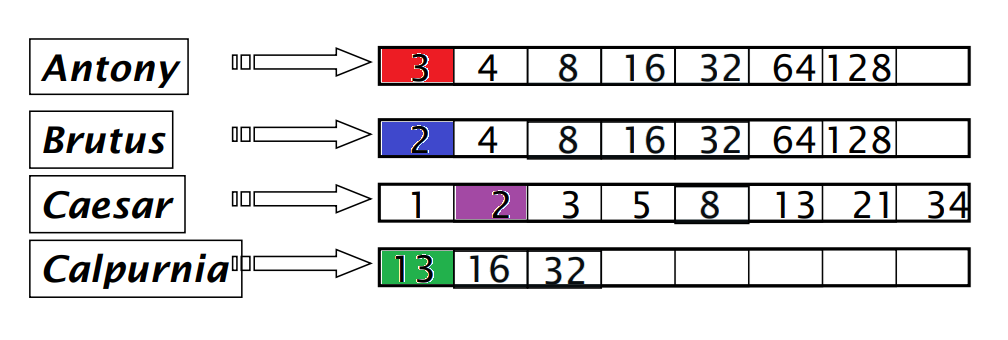 Antony 3 4 8 16 32 64 128
Brutus 2 4 8 16 32 64 128
Caesar 1 2 3 5 8 13 21 34
Calpurnia 13 16 32